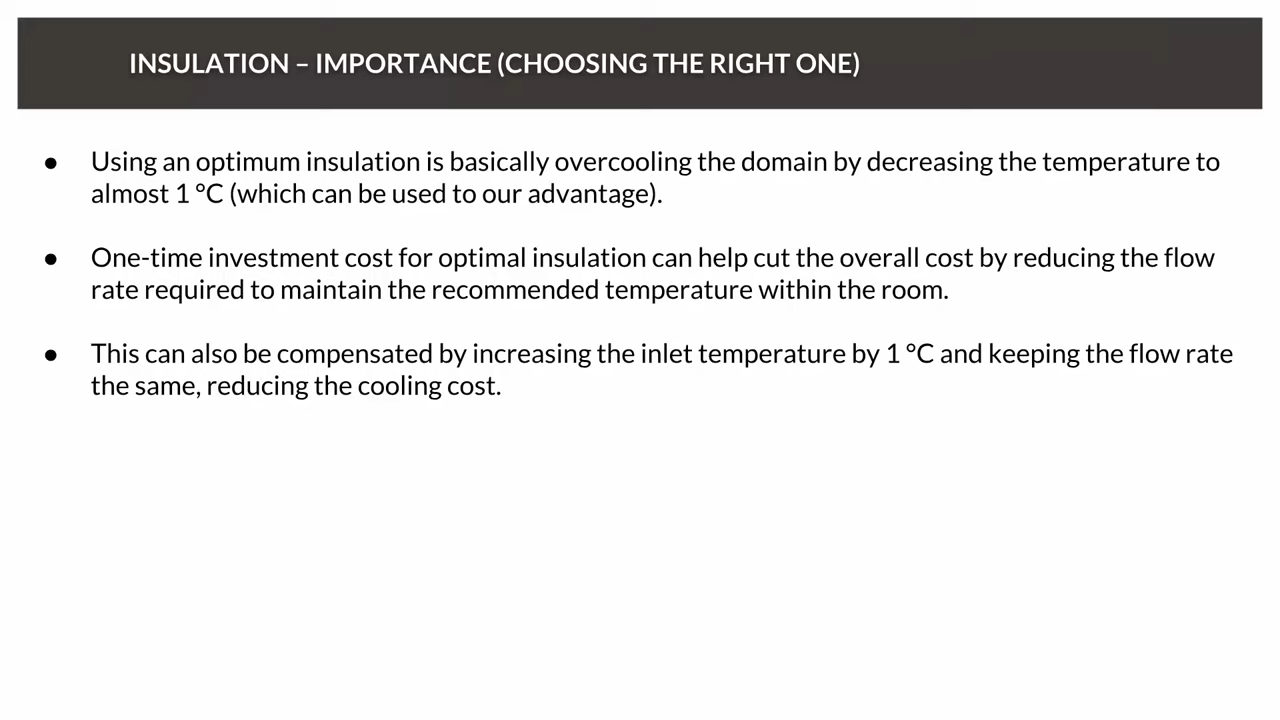 INSULATION – IMPORTANCE (CHOOSING THE RIGHT ONE)
● Using an optimum insulation is basically overcooling the domain by decreasing the temperature to
almost 1 °C (which can be used to our advantage).
● One-time investment cost for optimal insulation can help cut the overall cost by reducing the flow
rate required to maintain the recommended temperature within the room.
● This can also be compensated by increasing the inlet temperature by 1 °C and keeping the flow rate
the same, reducing the cooling cost.